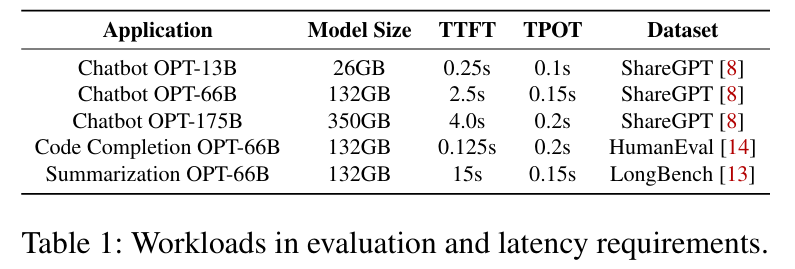 Application Model Size TTFT TPOT Dataset
Chatbot OPT-13B 26GB 0.25s 0.1s ShareGPT [8]
Chatbot OPT-66B 132GB 2.5s 0.15s ShareGPT [8]
Chatbot OPT-175B 350GB 4.0s 0.2s ShareGPT [8]
Code Completion OPT-66B 132GB 0.125s 0.2s HumanEval [14]
Summarization OPT-66B 132GB 15s 0.15s LongBench [13]
Table 1: Workloads in evaluation and latency requirements.